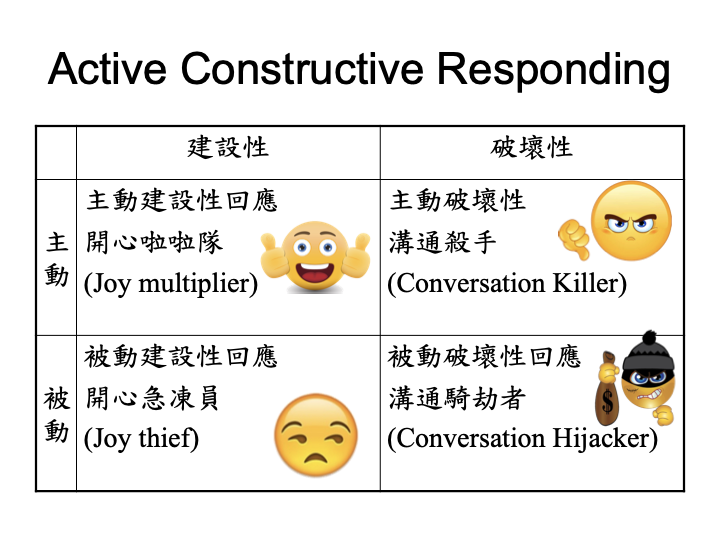 Active Constructive Responding
建設性
破壞性
主動
主動建設性回應
開心啦啦隊
(Joy multiplier)
主動破壞性
溝通殺手
(Conversation Killer)
被動
被動建設性回應
開心急凍員
(Joy thief)
被動破壞性回應
溝通騎劫者
(Conversation Hijacker)
$